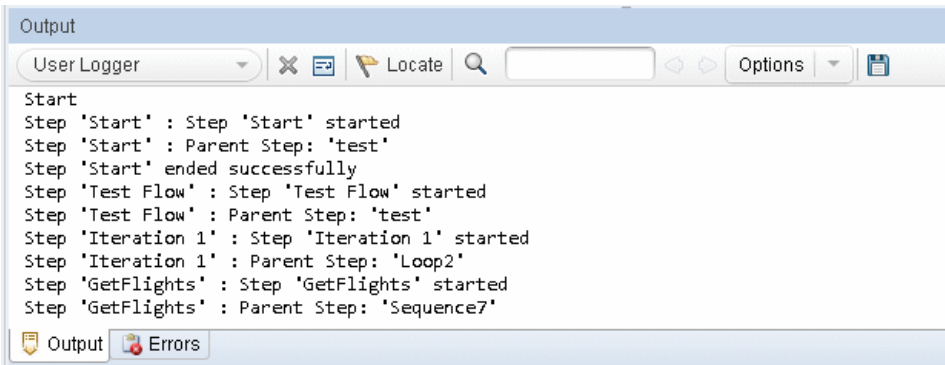 Output
User Logger Locate Options
Start
Step 'Start' : Step 'Start' started
Step 'Start' : Parent Step: 'test'
Step 'Start' ended successfully
Step 'Test Flow' : Step 'Test Flow' started
Step 'Test Flow' : Parent Step: 'test'
Step 'Iteration 1' : Step 'Iteration 1' started
Step 'Iteration 1' : Parent Step: 'Loop2'
Step 'GetFlights' : Step 'GetFlights' started
Step 'GetFlights' : Parent Step: 'Sequence7'
Output Errors